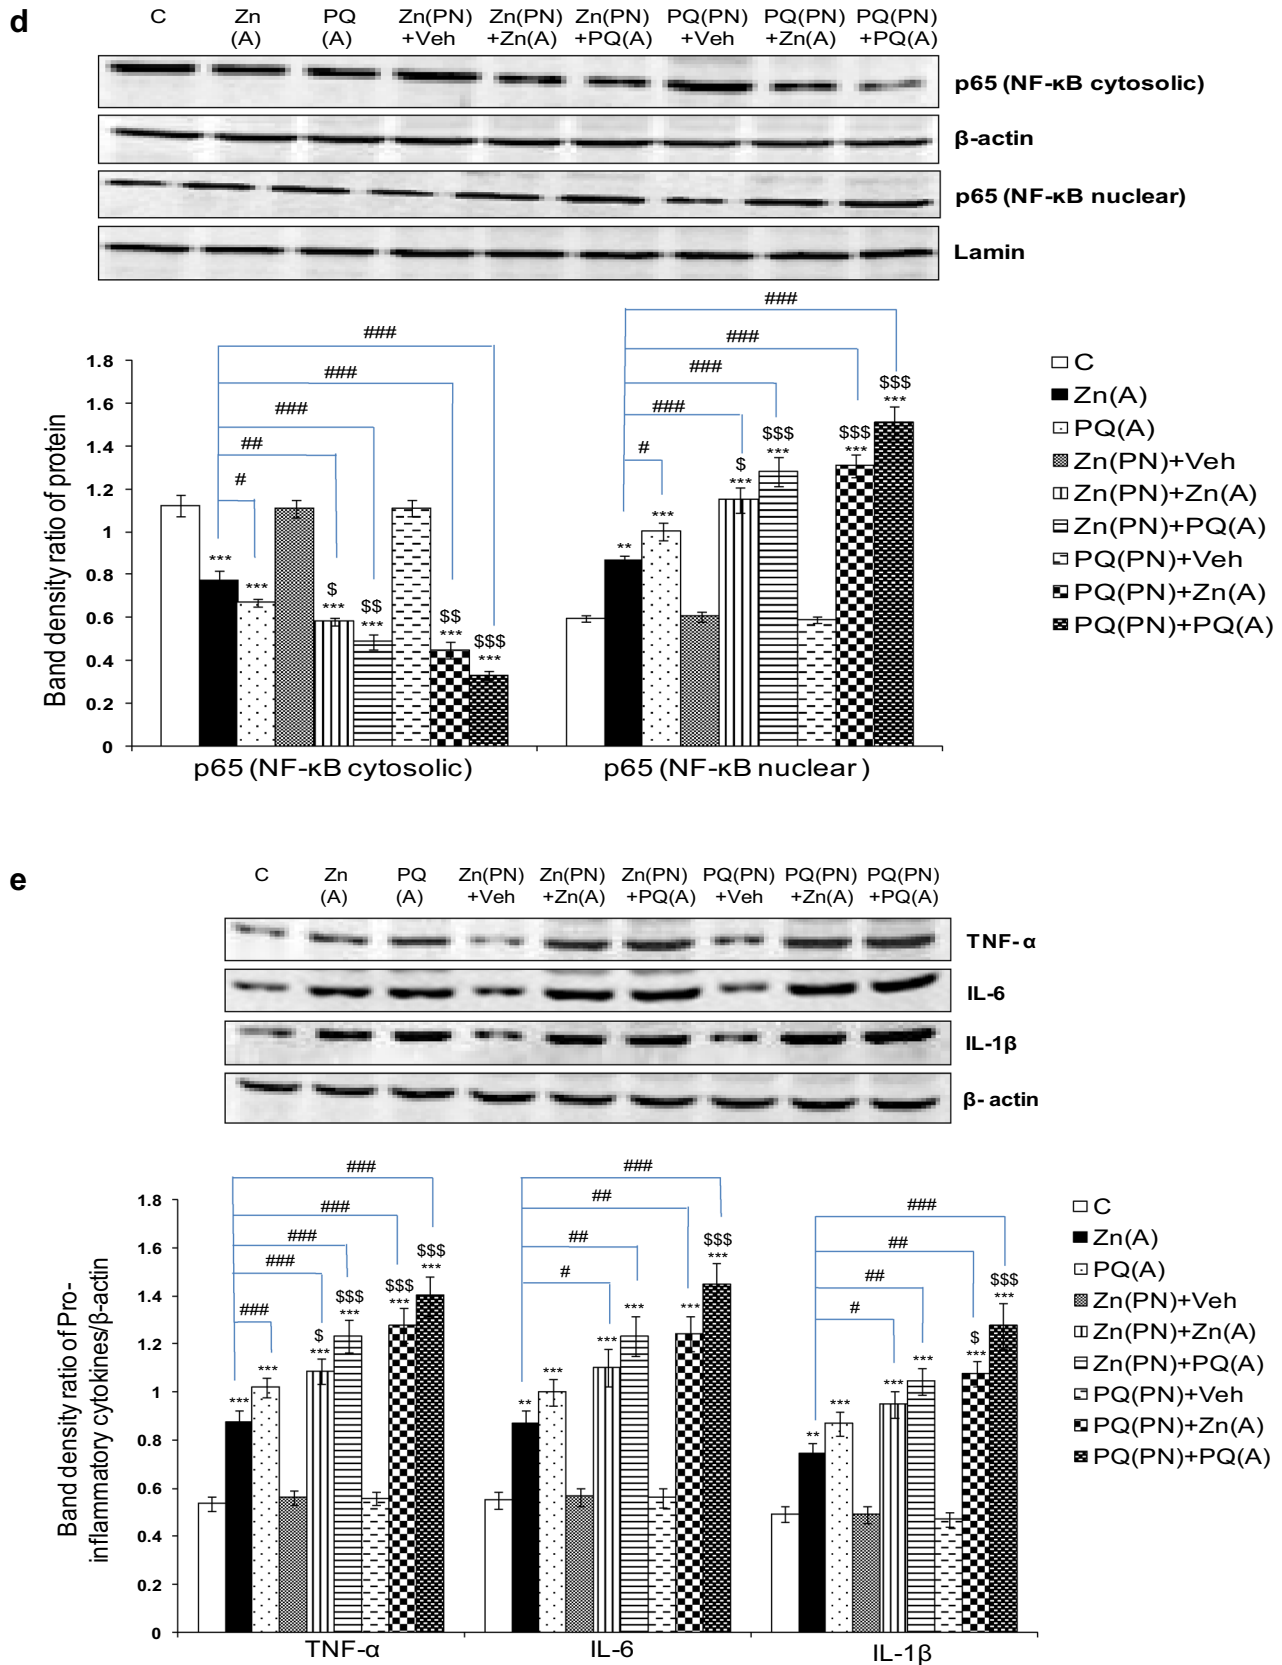 d
C Zn PQ Zn(PN) Zn(PN) Zn(PN) PQ(PN) PQ(PN) PQ(PN)
(A) (A) +Veh +Zn(A) +PQ(A) +Veh +Zn(A) +PQ(A)
p65 (NF-κB cytosolic)
β-actin
p65 (NF-κB nuclear)
Lamin
###
###
###
##
#
***
***
$
***
$$
***
$$
***
$$$
***
###
###
###
###
#
**
***
$
***
$$$
***
$$$
***
$$$
***
Band density ratio of protein
1.8
1.6
1.4
1.2
1
0.8
0.6
0.4
0.2
0
p65 (NF-κB cytosolic)
p65 (NF-κB nuclear )
C
Zn(A)
PQ(A)
Zn(PN)+Veh
Zn(PN)+Zn(A)
Zn(PN)+PQ(A)
PQ(PN)+Veh
PQ(PN)+Zn(A)
PQ(PN)+PQ(A)
e
C Zn PQ Zn(PN) Zn(PN) Zn(PN) PQ(PN) PQ(PN) PQ(PN)
(A) (A) +Veh +Zn(A) +PQ(A) +Veh +Zn(A) +PQ(A)
TNF- α
IL-6
IL-1β
β- actin
###
###
###
###
###
***
***
$
***
$$$
***
$$$
***
$$$
***
###
##
##
#
**
***
***
***
***
$$$
***
###
##
##
#
**
***
***
***
$
***
$$$
***
Band density ratio of Pro-
inflammatory cytokines/β-actin
1.8
1.6
1.4
1.2
1
0.8
0.6
0.4
0.2
0
TNF-α
IL-6
IL-1β
C
Zn(A)
PQ(A)
Zn(PN)+Veh
Zn(PN)+Zn(A)
Zn(PN)+PQ(A)
PQ(PN)+Veh
PQ(PN)+Zn(A)
PQ(PN)+PQ(A)